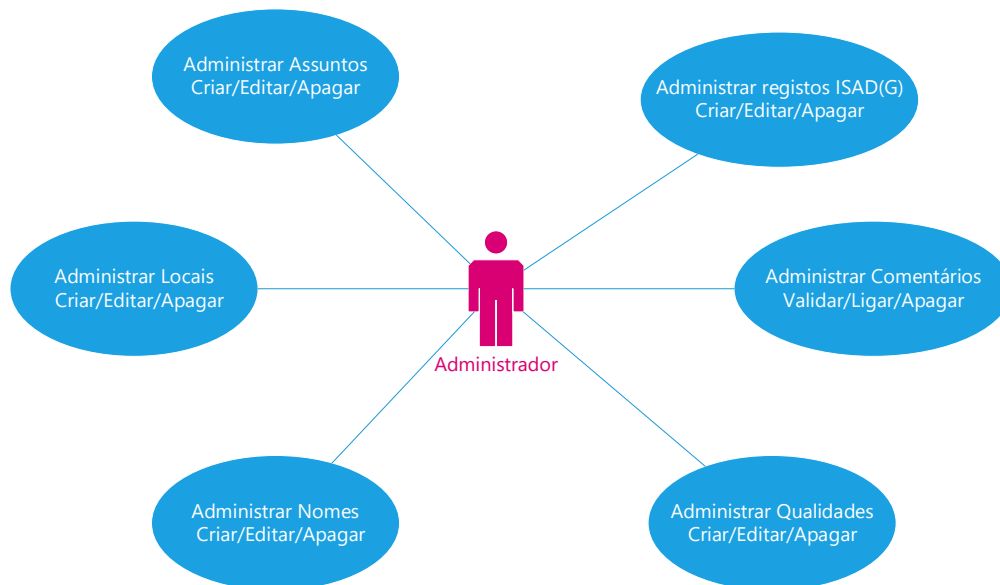 Administrar Assuntos
Criar/Editar/Apagar
Administrar registos ISAD(G)
Criar/Editar/Apagar
Administrar Locais
Criar/Editar/Apagar
Administrar Comentários
Validar/Ligar/Apagar
Administrador
Administrar Nomes
Criar/Editar/Apagar
Administrar Qualidades
Criar/Editar/Apagar